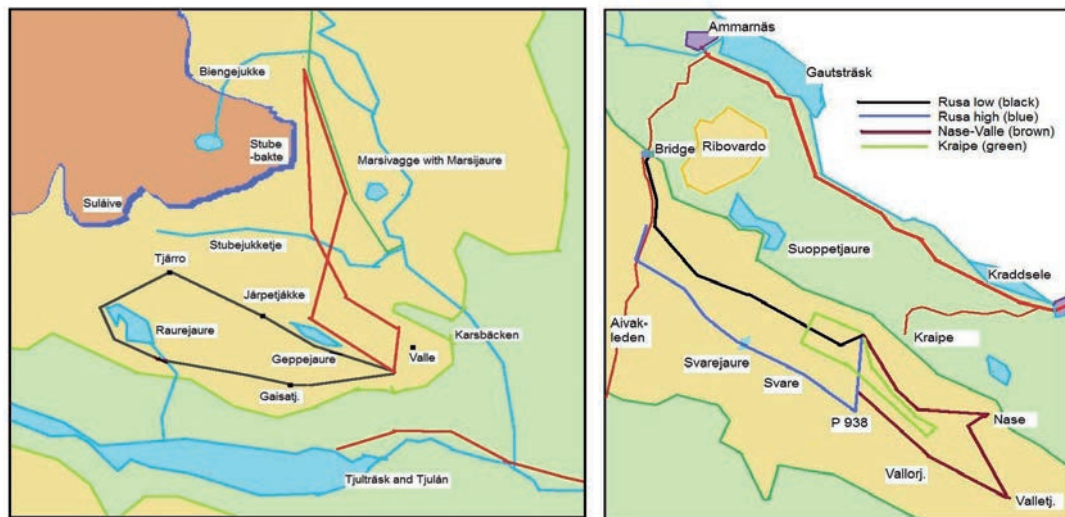 Biengejukke
Stube
-bakte
Marsivagge with Marsijaure
Suláive
Stubejukketje
Tjärro
Järpetjåkke
Raurejaure
Karsbäcken
Geppejaure
Valle
Gaisatj.
Tjulträsk and Tjulån
Ammarnäs
Gautsträsk
Rusa low (black)
Rusa high (blue)
Nase-Valle (brown)
Kraipe (green)
Bridge
Ribovardo
Suoppetjaure
Kraddsele
Aivak-
leden
Kraipe
Svarejaure
Svare
P 938
Nase
Vallorj.
Valletj.